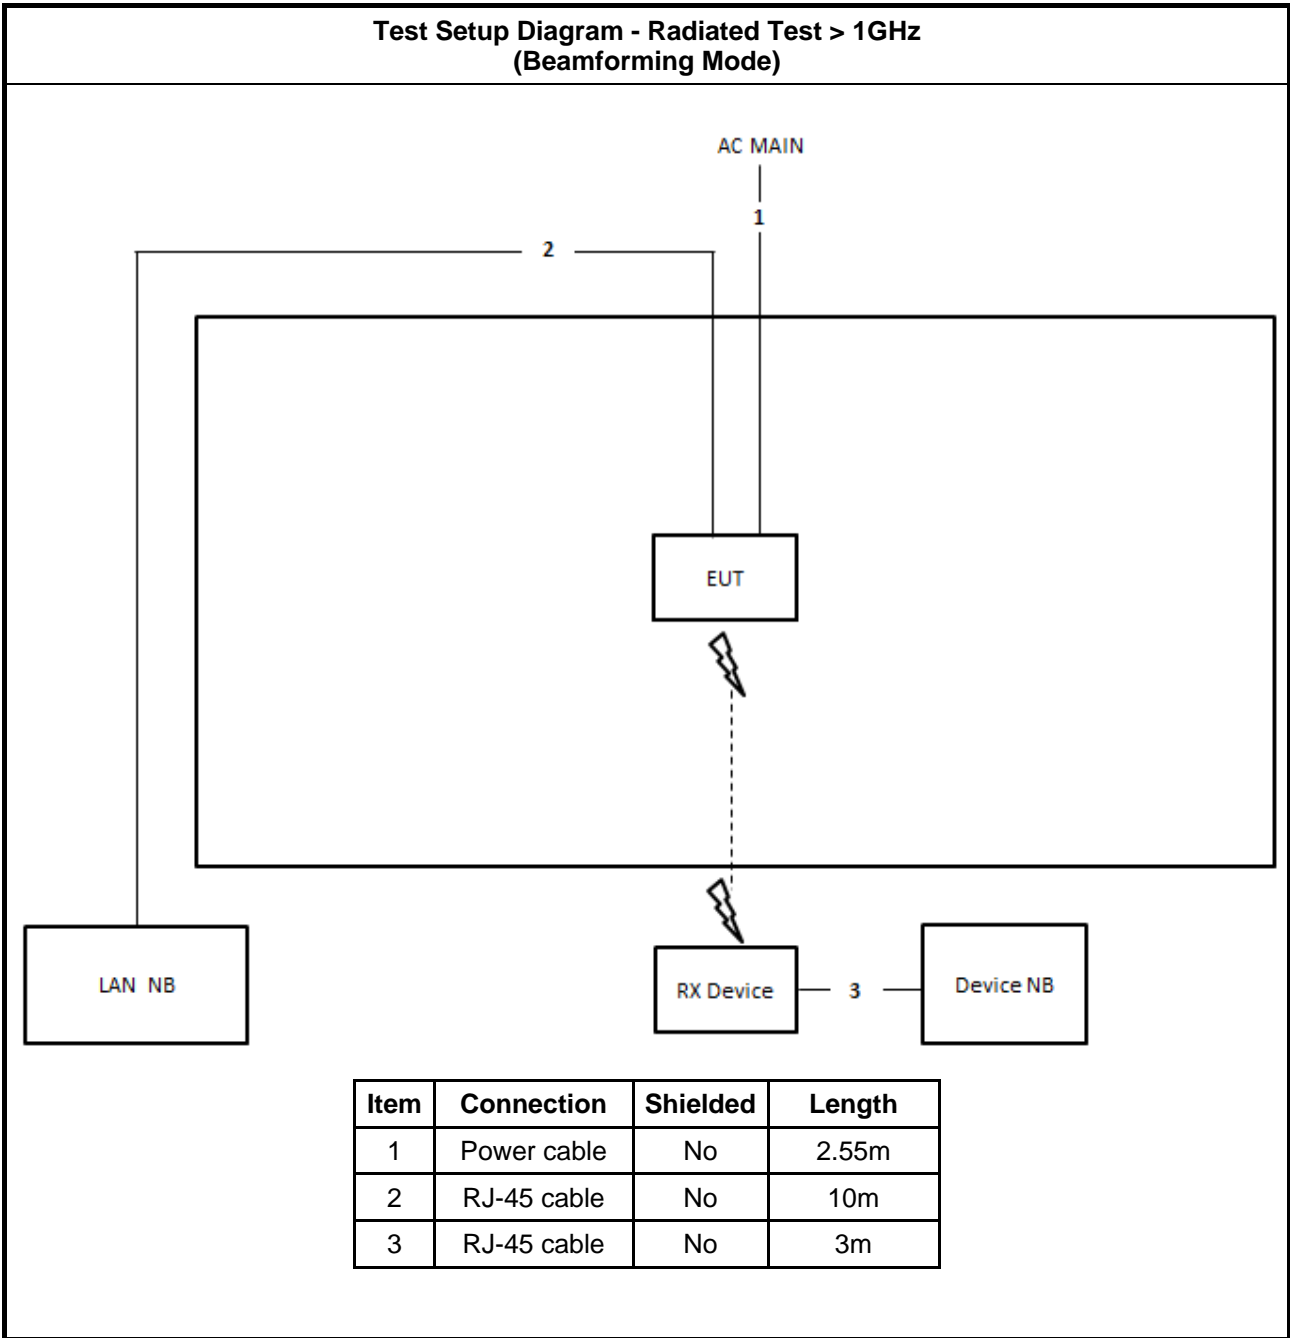 Test Setup Diagram - Radiated Test > 1GHz
(Beamforming Mode)
AC MAIN
1
2
EUT
LAN NB
RX Device
3
Device NB
Item Connection Shielded Length
1 Power cable No 2.55m
2 RJ-45 cable No 10m
3 RJ-45 cable No 3m